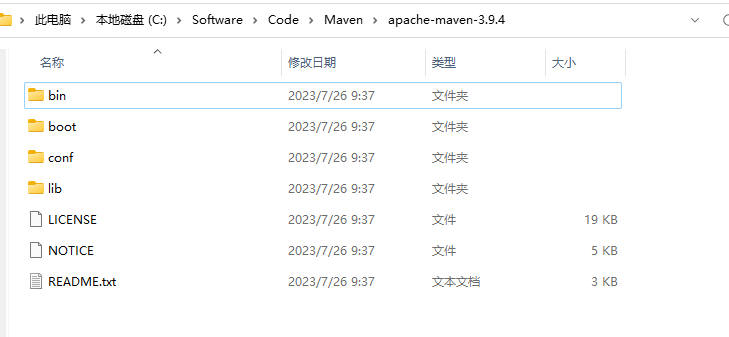 此电脑 > 本地磁盘 (C:) > Software > Code > Maven > apache-maven-3.9.4
名称 修改日期 类型 大小
bin 2023/7/26 9:37 文件夹
boot 2023/7/26 9:37 文件夹
conf 2023/7/26 9:37 文件夹
lib 2023/7/26 9:37 文件夹
LICENSE 2023/7/26 9:37 文件 19 KB
NOTICE 2023/7/26 9:37 文件 5 KB
README.txt 2023/7/26 9:37 文本文档 3 KB